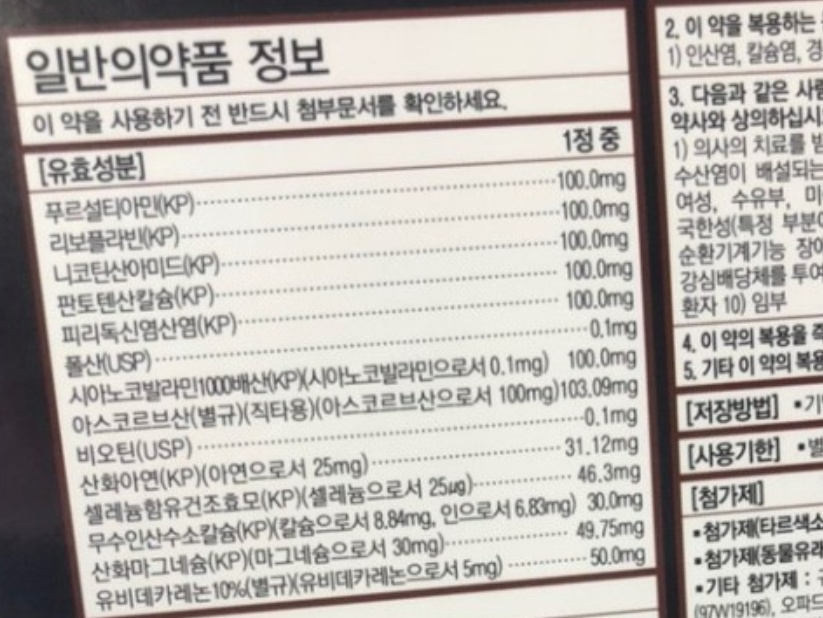 일반의약품 정보
이 약을 사용하기 전 반드시 첨부문서를 확인하세요.
[유효성분] 1정 중
푸르설티아민(KP) 100.0mg
리보플라빈(KP) 100.0mg
니코틴산아미드(KP) 100.0mg
판토텐산칼슘(KP) 100.0mg
피리독신염산염(KP) 100.0mg
폴산(USP) 0.1mg
시아노코발라민1000배산(KP)(시아노코발라민으로서 0.1mg) 100.0mg
아스코르브산(별규)(직타용)(아스코르브산으로서 100mg)103.09mg
비오틴(USP) 0.1mg
산화아연(KP)(아연으로서 25mg) 31.12mg
셀레늄함유건조효모(KP)(셀레늄으로서 25μg) 46.3mg
무수인산수소칼슘(KP)(칼슘으로서 8.84mg, 인으로서 6.83mg) 30.0mg
산화마그네슘(KP)(마그네슘으로서 30mg) 49.75mg
유비데카레논10%(별규)(유비데카레논으로서 5mg) 50.0mg
2. 이 약을 복용하는
1) 인산염, 칼슘염, 경
3. 다음과 같은 사람
약사와 상의하십시
1) 의사의 치료를 받
수산염이 배설되는
여성, 수유부, 미
국한성(특정 부분에
순환기계기능 장애
강심배당체를 투여
환자 10) 임부
4. 이 약의 복용을 즉
5. 기타 이 약의 복용
[저장방법] ▪기
[사용기한] ▪별
[첨가제]
▪첨가제(타르색소
▪첨가제(동물유래
▪기타 첨가제 :
(97W19196), 오파드